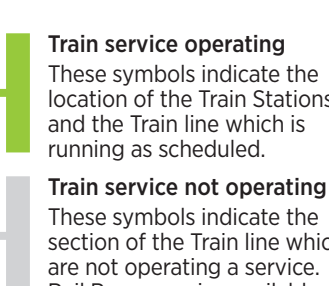 Train service operating
These symbols indicate the
location of the Train Stations
and the Train line which is
running as scheduled.
Train service not operating
These symbols indicate the
section of the Train line
are not operating a service.